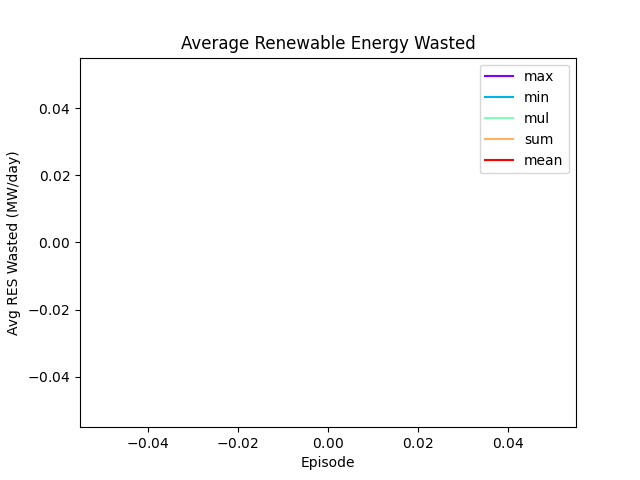 Average Renewable Energy Wasted
max
min
mul
sum
mean
Avg RES Wasted (MW/day)
0.04
0.02
0.00
−0.02
−0.04
−0.04
−0.02
0.00
0.02
0.04
Episode